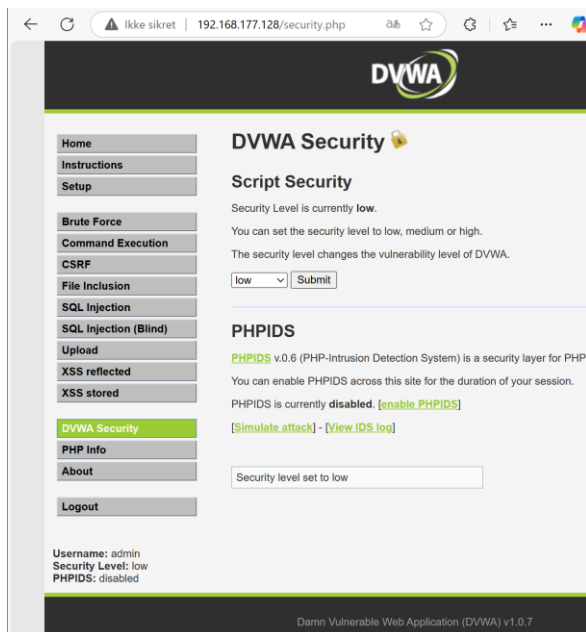 Ikke sikret | 192.168.177.128/security.php
DVWA
Home
Instructions
Setup
Brute Force
Command Execution
CSRF
File Inclusion
SQL Injection
SQL Injection (Blind)
Upload
XSS reflected
XSS stored
DVWA Security
PHP Info
About
Logout
DVWA Security
Script Security
Security Level is currently low.
You can set the security level to low, medium or high.
The security level changes the vulnerability level of DVWA.
low Submit
PHPIDS
PHPIDS v.0.6 (PHP-Intrusion Detection System) is a security layer for PHP
You can enable PHPIDS across this site for the duration of your session.
PHPIDS is currently disabled. [enable PHPIDS]
[Simulate attack] - [View IDS log]
Security level set to low
Username: admin
Security Level: low
PHPIDS: disabled
Damn Vulnerable Web Application (DVWA) v1.0.7